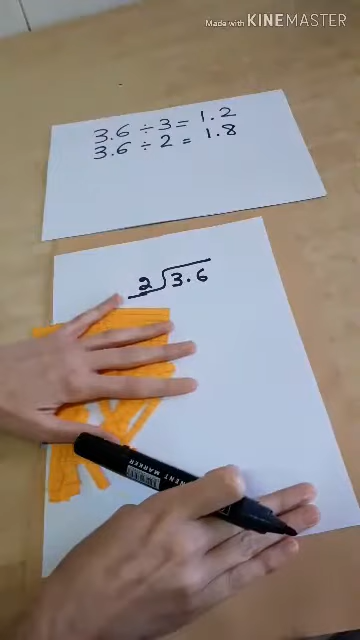 Made with KINEMASTER
3.6 ÷ 3 = 1.2
3.6 ÷ 2 = 1.8
2 3.6